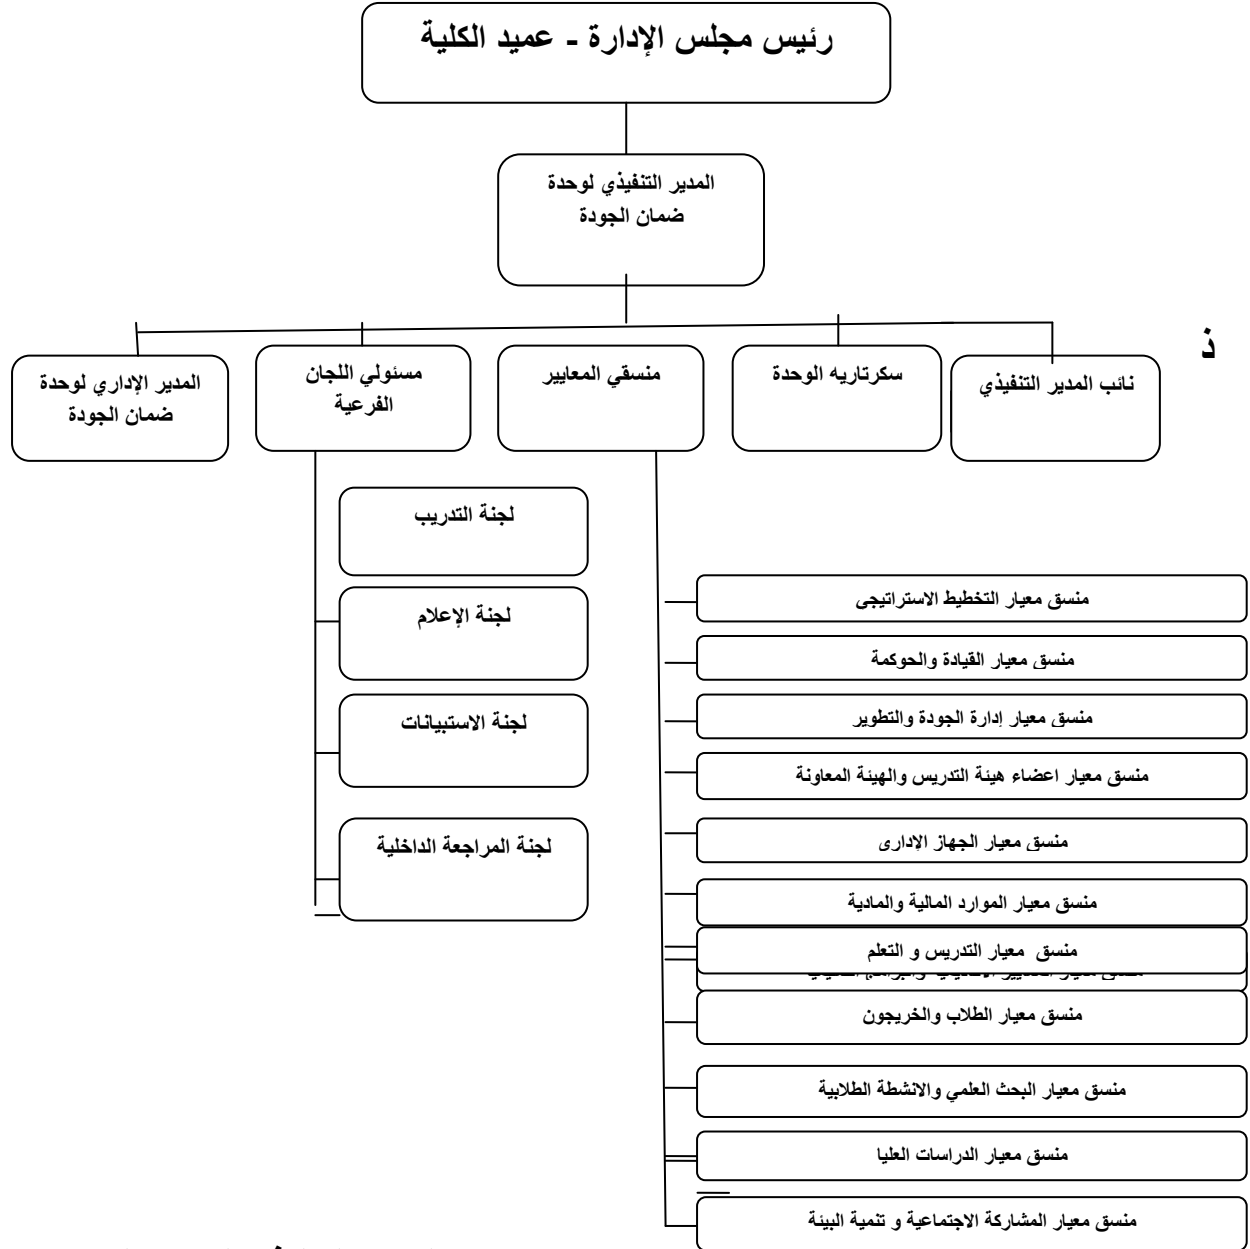 رئيس مجلس الإدارة - عميد الكلية
المدير التنفيذي لوحدة
ضمان الجودة
ذ
نائب المدير التنفيذي
سكرتاريه الوحدة
منسقي المعايير
مسئولي اللجان
الفرعية
المدير الإداري لوحدة
ضمان الجودة
لجنة التدريب
لجنة الإعلام
لجنة الاستبيانات
لجنة المراجعة الداخلية
منسق معيار التخطيط الاستراتيجى
منسق معيار القيادة والحوكمة
منسق معيار إدارة الجودة والتطوير
منسق معيار اعضاء هيئة التدريس والهيئة المعاونة
منسق معيار الجهاز الإدارى
منسق معيار الموارد المالية والمادية
منسق معيار التدريس و التعلم
منسق معيار الطلاب والخريجون
منسق معيار البحث العلمي والانشطة الطلابية
منسق معيار الدراسات العليا
منسق معيار المشاركة الاجتماعية و تنمية البيئة